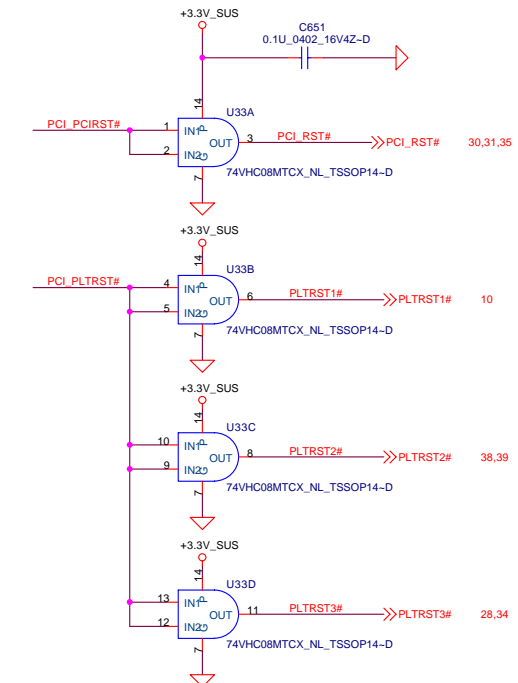 +3.3V_SUS
C651
0.1U_0402_16V4Z~D
14
U33A
PCI_PCIRST#
1
IN1
P
OUT
3
PCI_RST#
PCI_RST#
30,31,35
2
IN2
G
7
74VHC08MTCX_NL_TSSOP14~D
+3.3V_SUS
14
U33B
PCI_PLTRST#
4
IN1
P
OUT
6
PLTRST1#
PLTRST1#
10
5
IN2
G
7
74VHC08MTCX_NL_TSSOP14~D
+3.3V_SUS
14
U33C
10
IN1
P
OUT
8
PLTRST2#
PLTRST2#
38,39
9
IN2
G
7
74VHC08MTCX_NL_TSSOP14~D
+3.3V_SUS
14
U33D
13
IN1
P
OUT
11
PLTRST3#
PLTRST3#
28,34
12
IN2
G
7
74VHC08MTCX_NL_TSSOP14~D